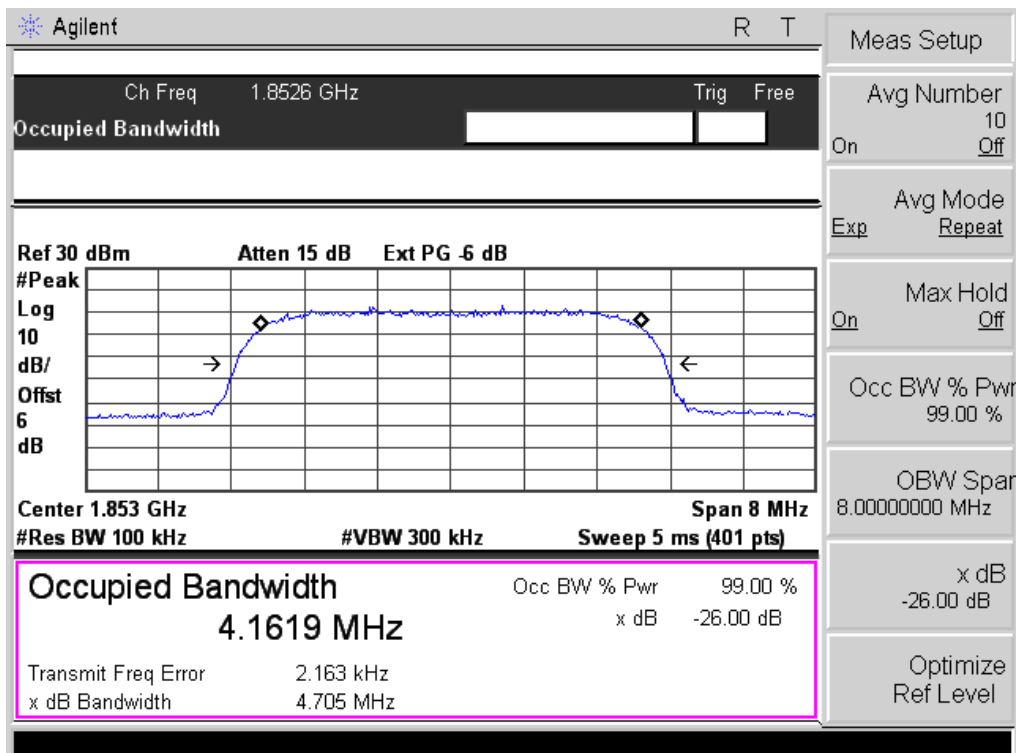 Agilent R T
Ch Freq 1.8526 GHz Trig Free
Occupied Bandwidth
Ref 30 dBm Atten 15 dB Ext PG -6 dB
#Peak
Log
10
dB/
Offst
6
dB
Center 1.853 GHz Span 8 MHz
#Res BW 100 kHz #VBW 300 kHz Sweep 5 ms (401 pts)
Occupied Bandwidth Occ BW % Pwr 99.00 %
4.1619 MHz x dB -26.00 dB
Transmit Freq Error 2.163 kHz
x dB Bandwidth 4.705 MHz
Meas Setup
Avg Number
10
On Off
Avg Mode
Exp Repeat
Max Hold
On Off
Occ BW % Pwr
99.00 %
OBW Span
8.00000000 MHz
x dB
-26.00 dB
Optimize
Ref Level